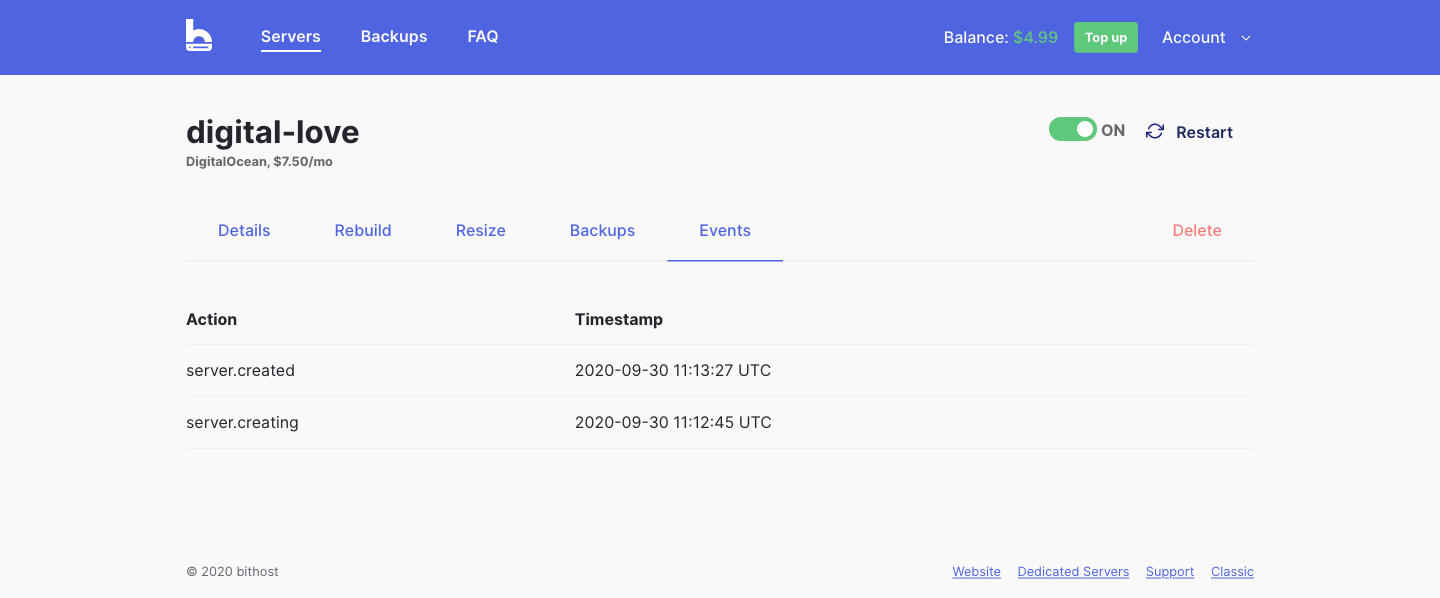 Servers Backups FAQ Balance: $4.99 Top up Account
digital-love ON Restart
DigitalOcean, $7.50/mo
Details Rebuild Resize Backups Events Delete
Action Timestamp
server.created 2020-09-30 11:13:27 UTC
server.creating 2020-09-30 11:12:45 UTC
© 2020 bithost Website Dedicated Servers Support Classic